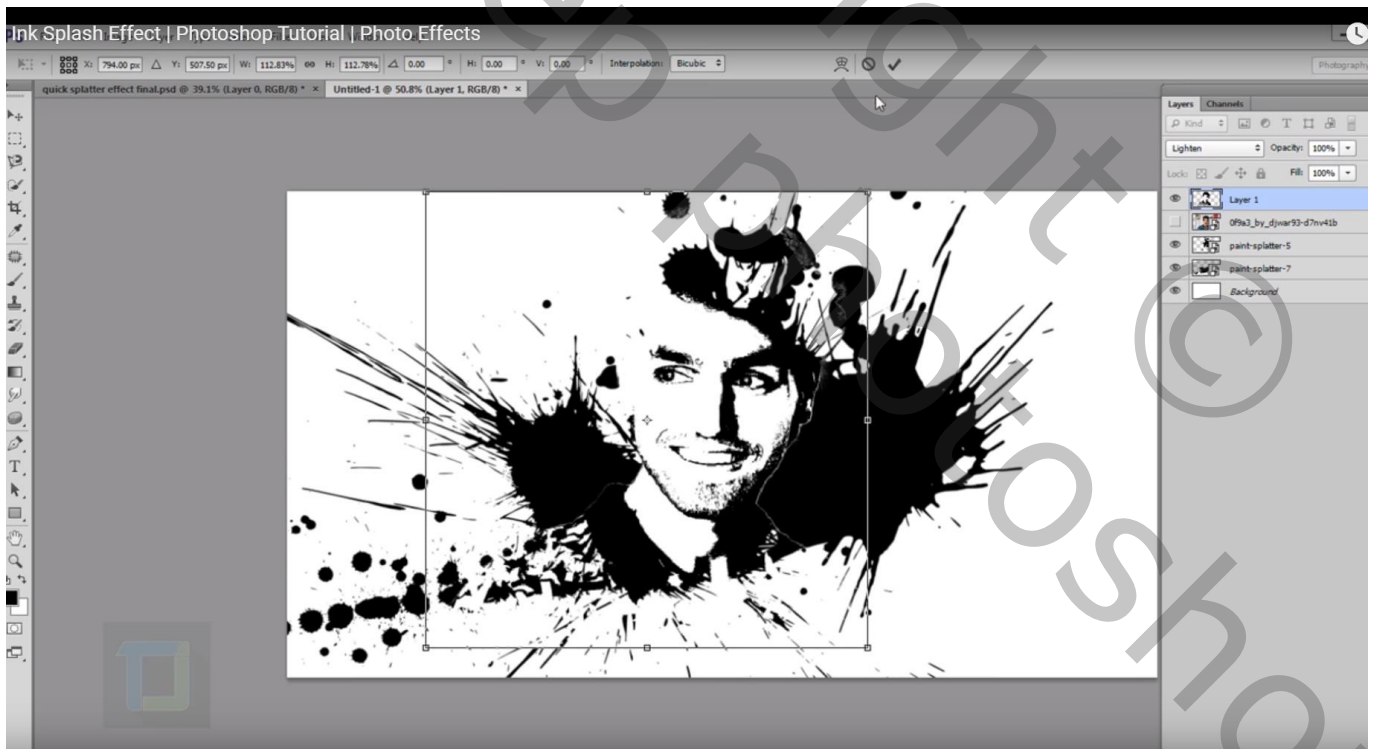 Ink Splash Effect | Photoshop Tutorial | Photo Effects
X: 794.00 px Y: 507.50 px W: 112.83% H: 112.78% 0.00 ° H: 0.00 ° V: 0.00 ° Interpolation: Bicubic
Photography
quick splatter effect final.psd @ 39.1% (Layer 0, RGB/8) * × Untitled-1 @ 50.8% (Layer 1, RGB/8) * ×
Layers Channels
Kind
Lighten Opacity: 100%
Lock: Fill: 100%
Layer 1
0f9a3_by_djwar93-d7nv41b
paint-splatter-5
paint-splatter-7
Background
©